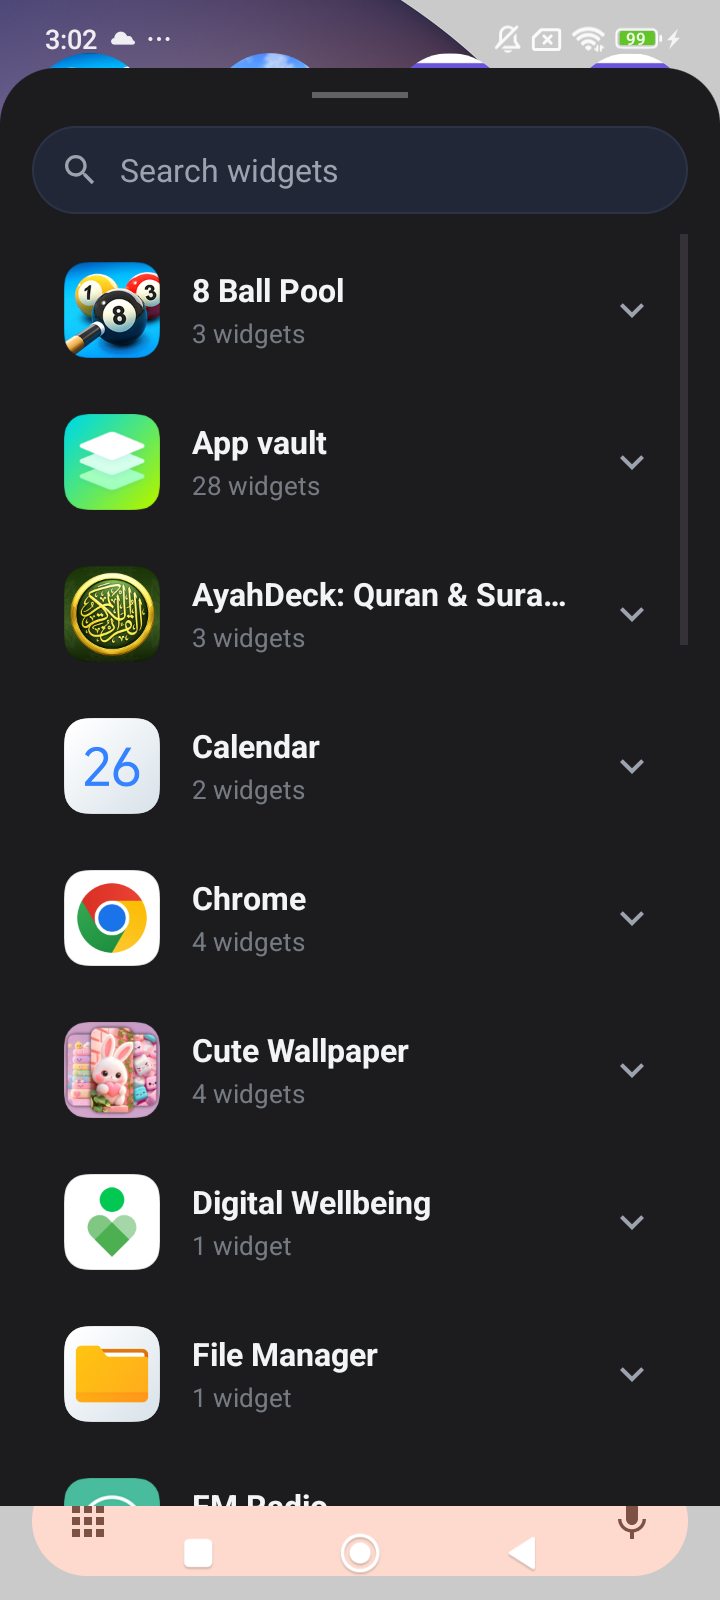 3:02
99
Search widgets
8 Ball Pool
3 widgets
App vault
28 widgets
AyahDeck: Quran & Sura...
3 widgets
26
Calendar
2 widgets
Chrome
4 widgets
Cute Wallpaper
4 widgets
Digital Wellbeing
1 widget
File Manager
1 widget
FM Radio